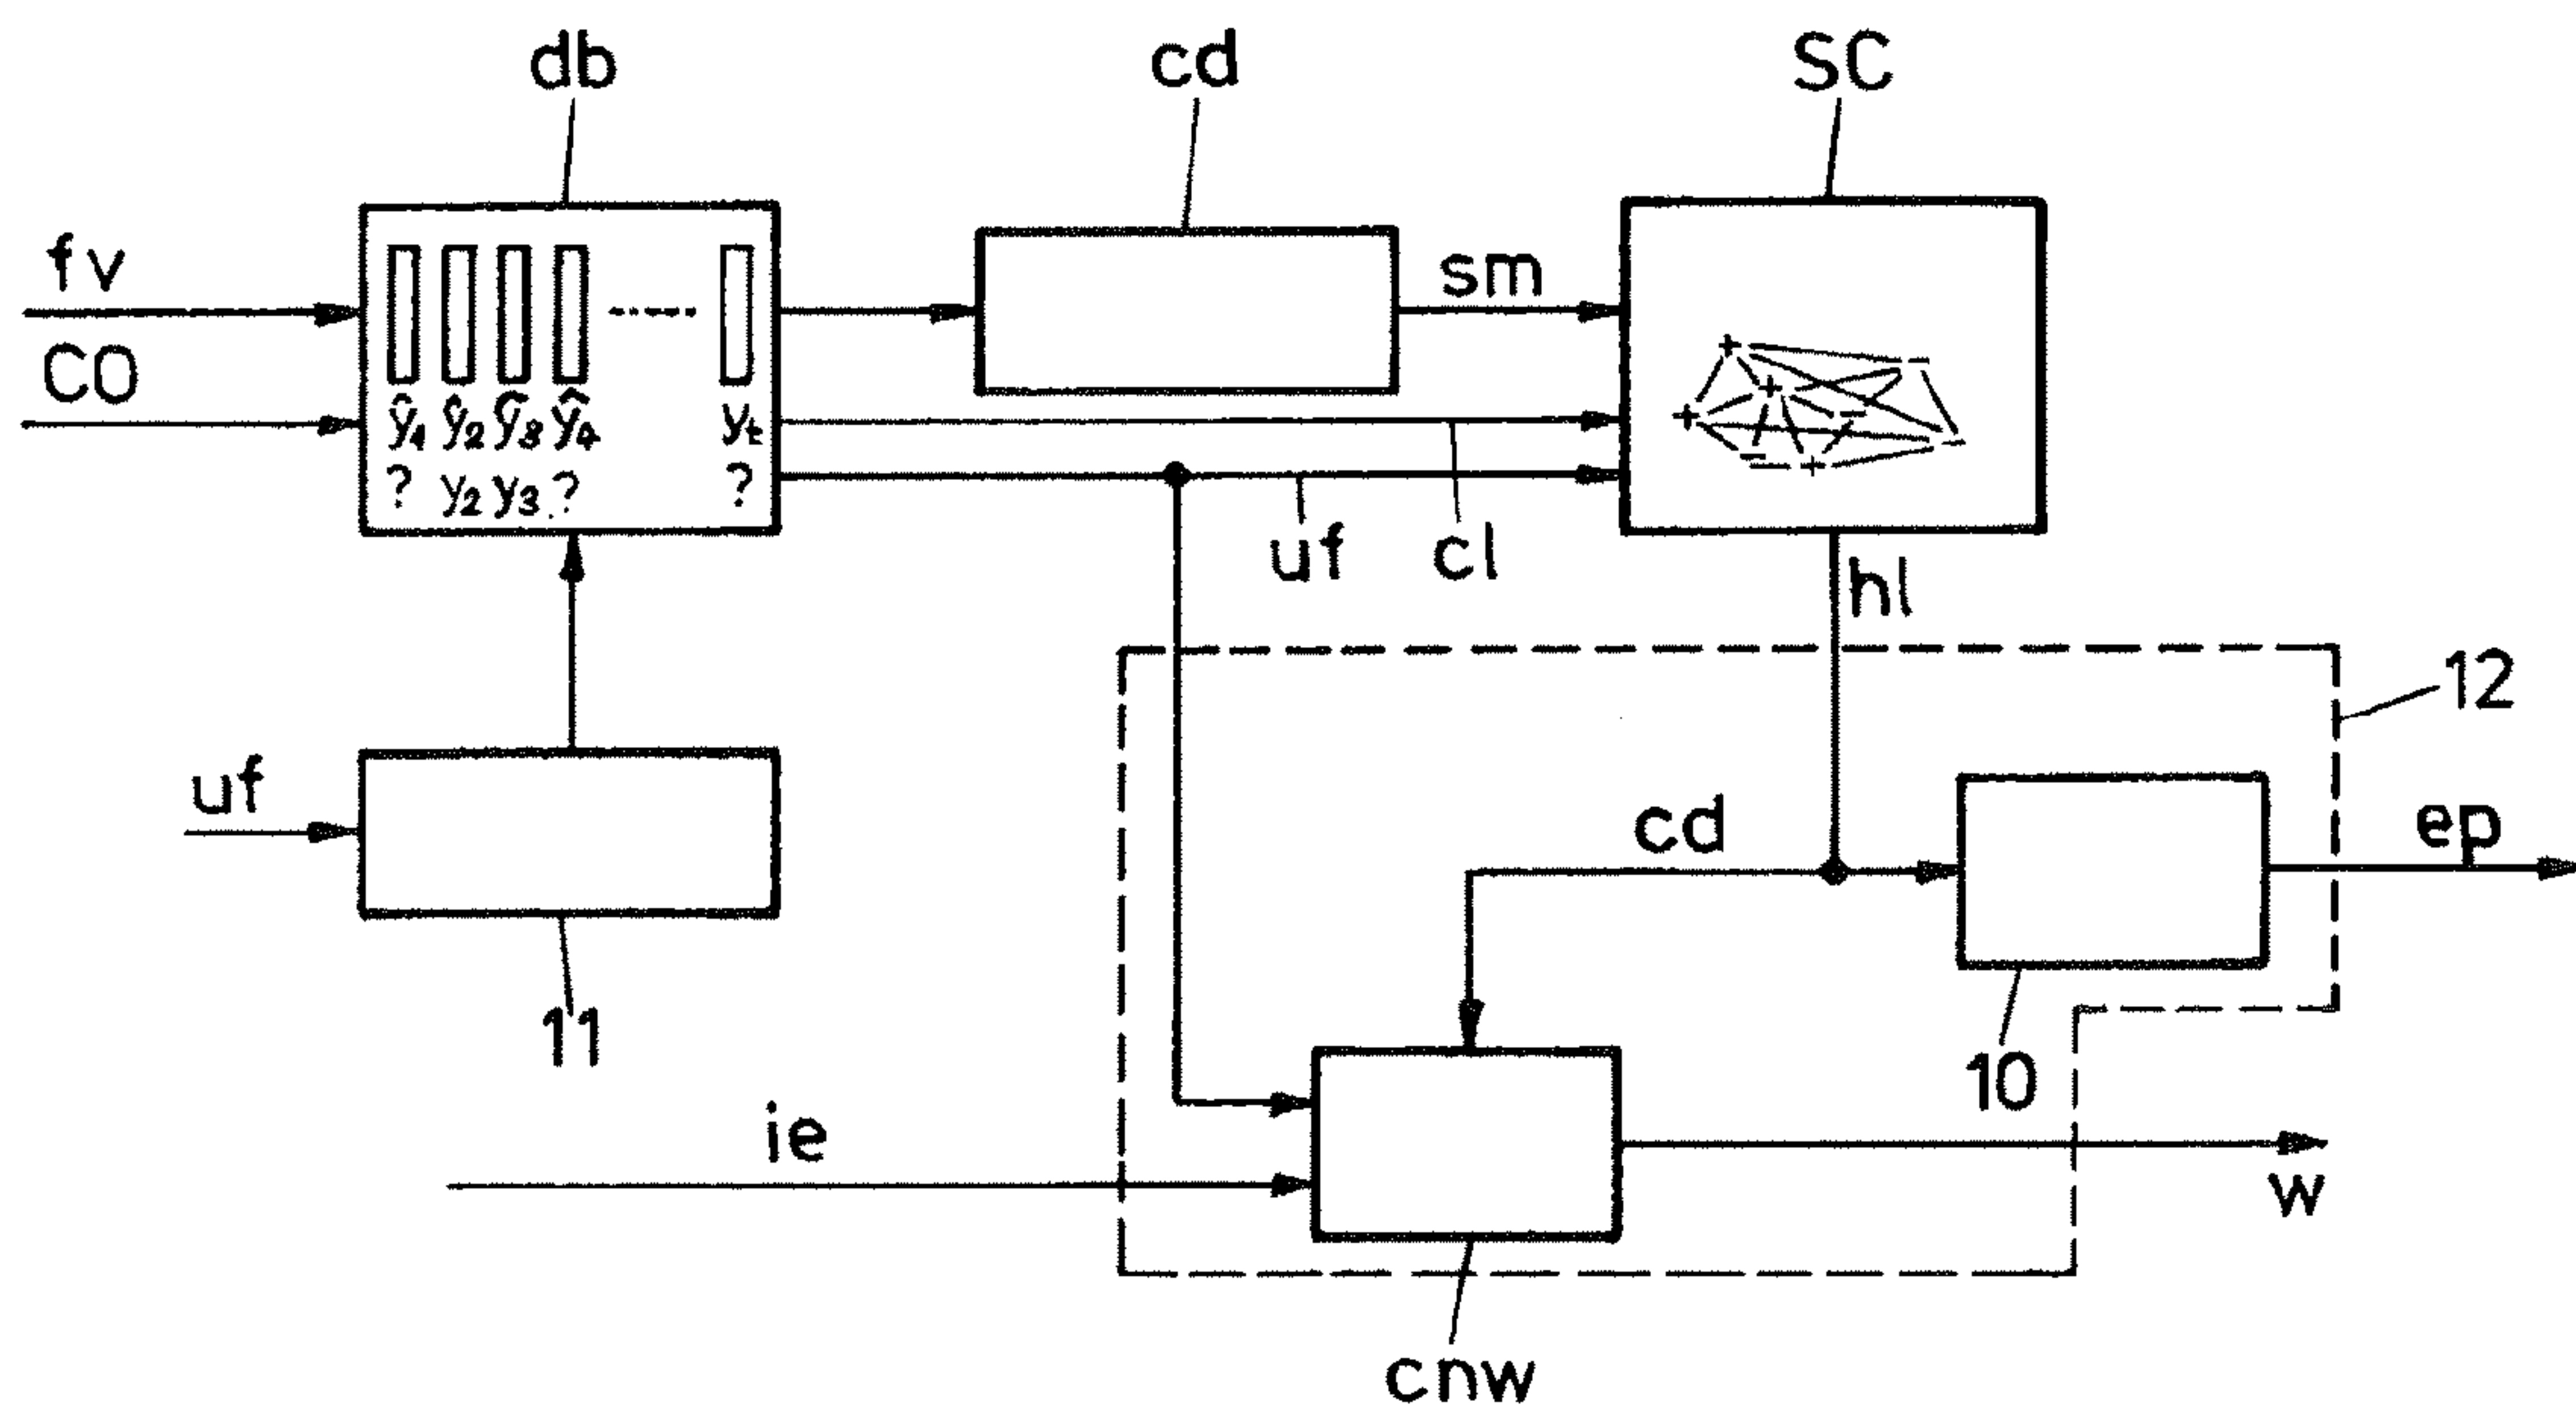 db
cd
SC
fv
CO
ŷ1 ŷ2 ŷ3 ŷ4 yt
? y2 y3 ? ?
sm
uf
cl
hl
12
uf
11
cd
ep
10
ie
w
cnw